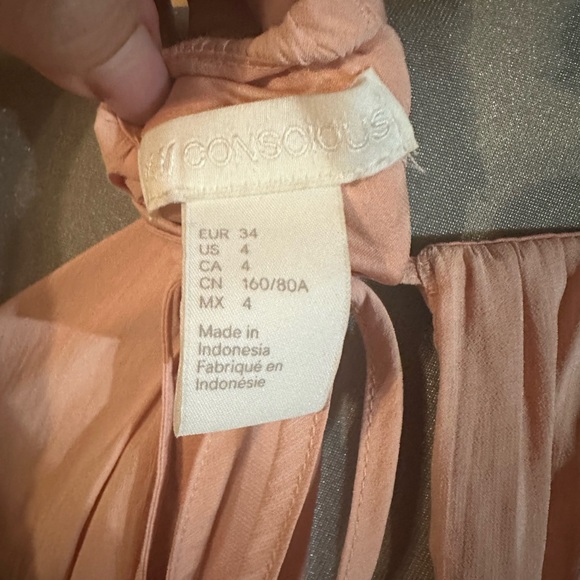 CONSCIOUS
EUR 34
US 4
CA 4
CN 160/80A
MX 4
Made in
Indonesia
Fabriqué en
Indonésie